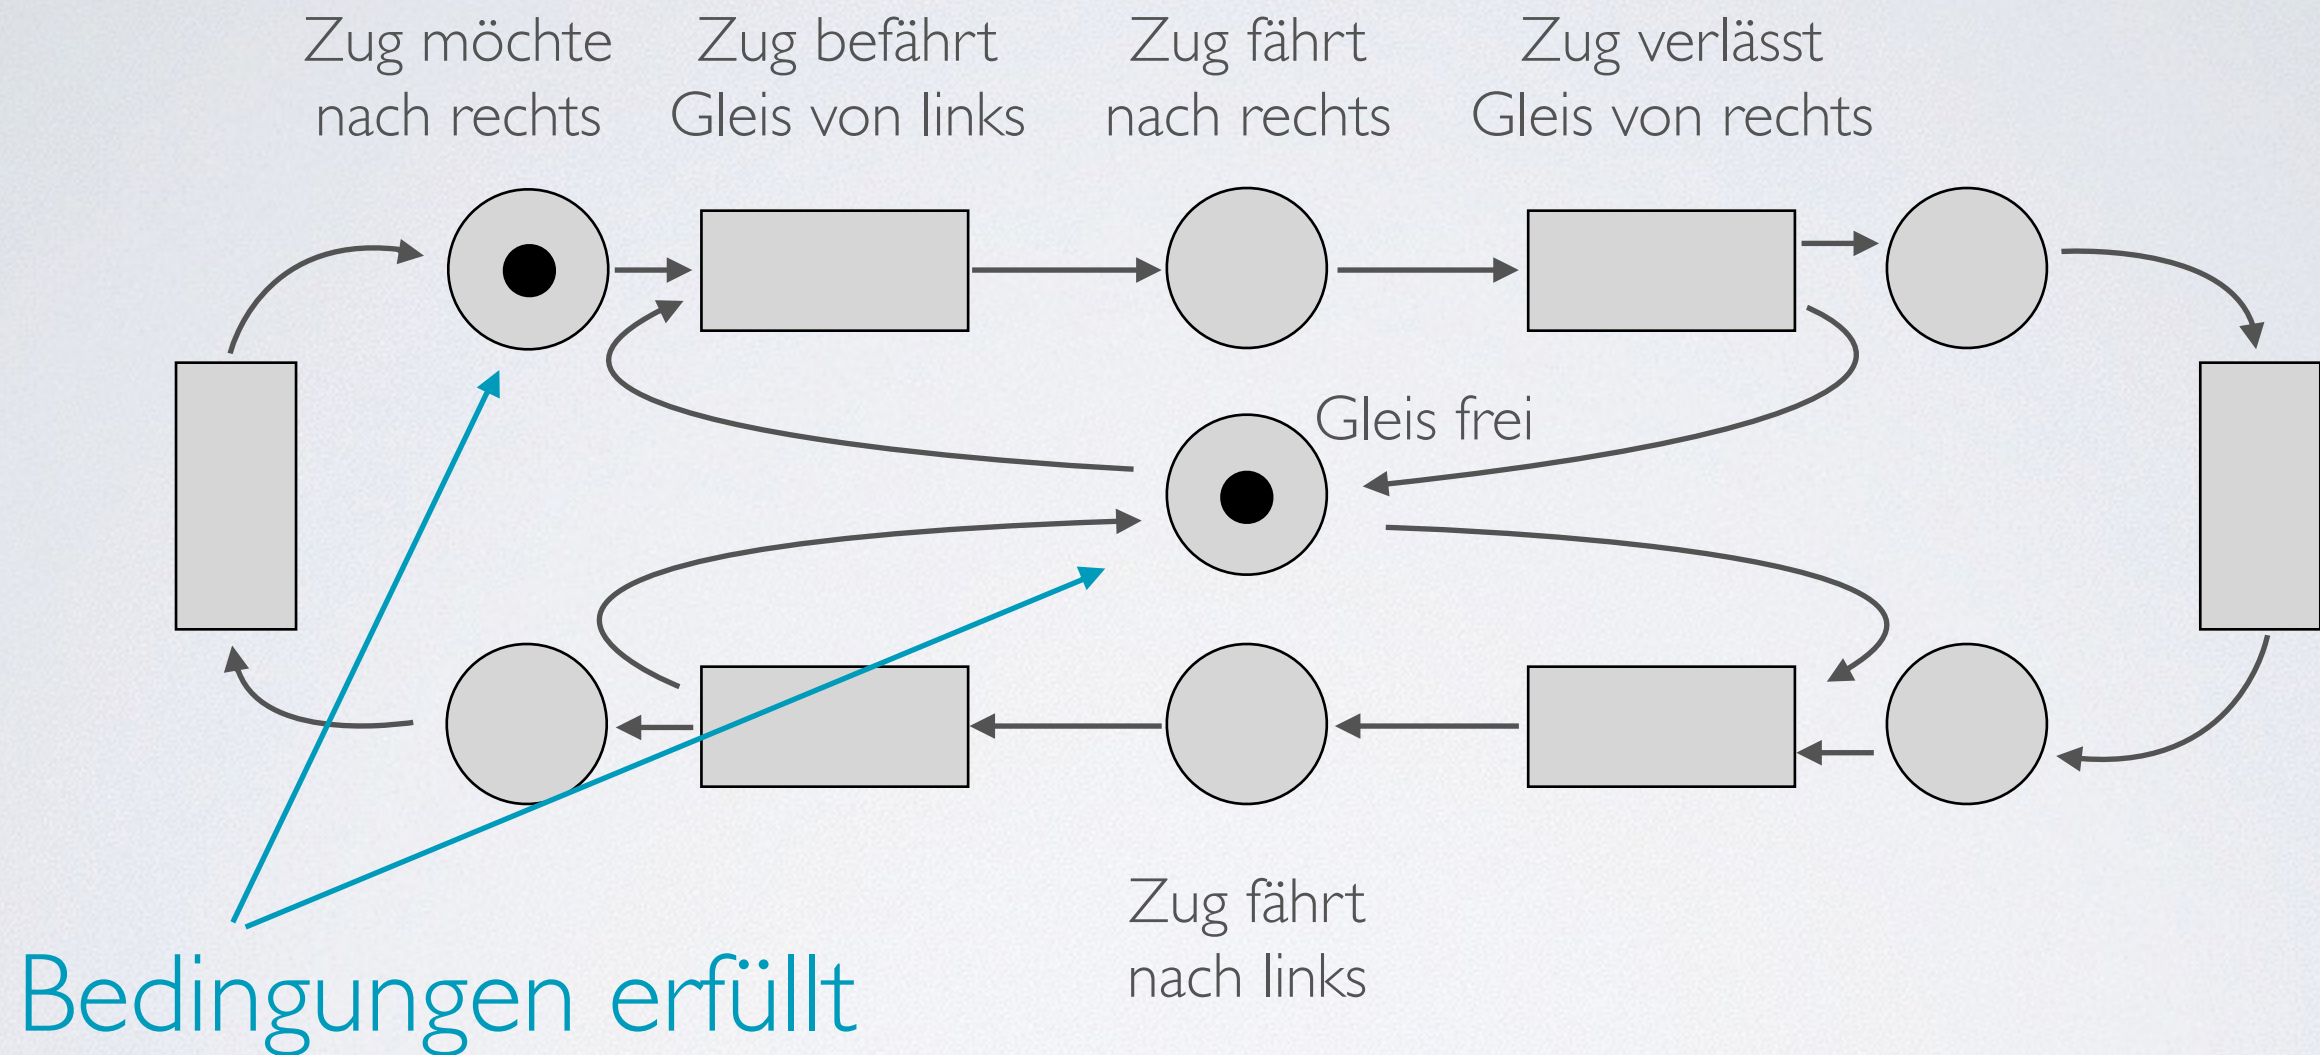 Zug möchte
nach rechts
Zug befährt
Gleis von links
Zug fährt
nach rechts
Zug verlässt
Gleis von rechts
Gleis frei
Zug fährt
nach links
Bedingungen erfüllt